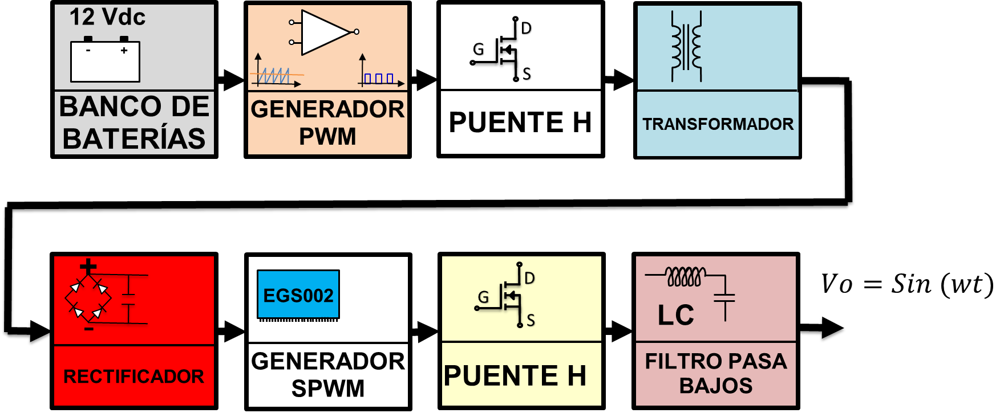 12 Vdc
- +
BANCO DE
BATERÍAS
GENERADOR
PWM
D
G
S
PUENTE H
TRANSFORMADOR
+
-
RECTIFICADOR
EGS002
GENERADOR
SPWM
D
G
S
PUENTE H
LC
FILTRO PASA
BAJOS
Vo = Sin (wt)